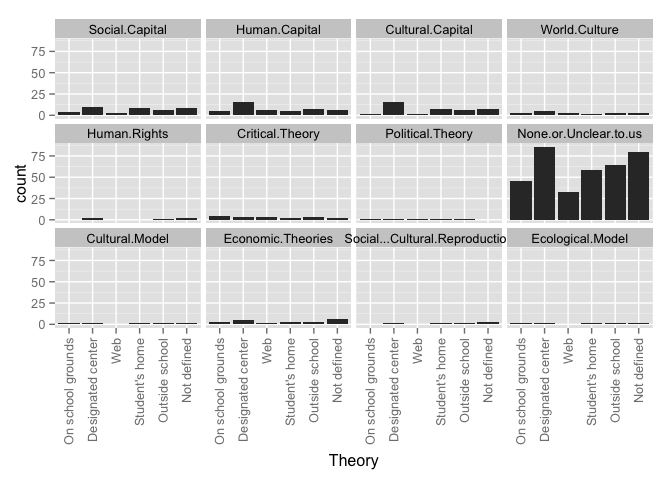 Social.Capital Human.Capital Cultural.Capital World.Culture
75
50
25
0
Human.Rights Critical.Theory Political.Theory None.or.Unclear.to.us
75
50
25
0
Cultural.Model Economic.Theories Social...Cultural.Reproductio Ecological.Model
75
50
25
0
count
On school grounds Designated center Web Student's home Outside school Not defined On school grounds Designated center Web Student's home Outside school Not defined On school grounds Designated center Web Student's home Outside school Not defined On school grounds Designated center Web Student's home Outside school Not defined
Theory